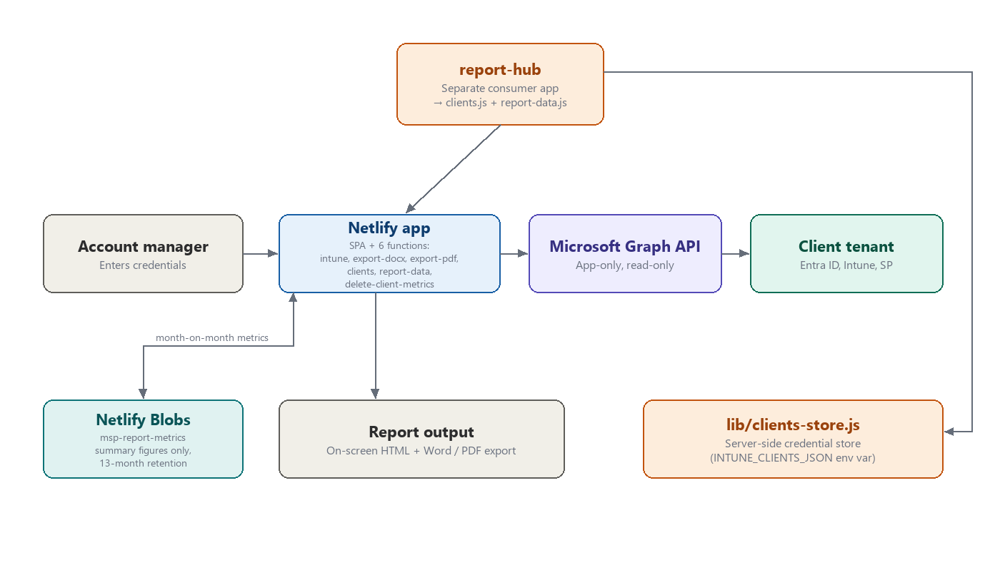 report-hub
Separate consumer app
→ clients.js + report-data.js
Account manager
Enters credentials
Netlify app
SPA + 6 functions:
intune, export-docx, export-pdf,
clients, report-data,
delete-client-metrics
Microsoft Graph API
App-only, read-only
Client tenant
Entra ID, Intune, SP
month-on-month metrics
Netlify Blobs
msp-report-metrics
summary figures only,
13-month retention
Report output
On-screen HTML + Word / PDF export
lib/clients-store.js
Server-side credential store
(INTUNE_CLIENTS_JSON env var)